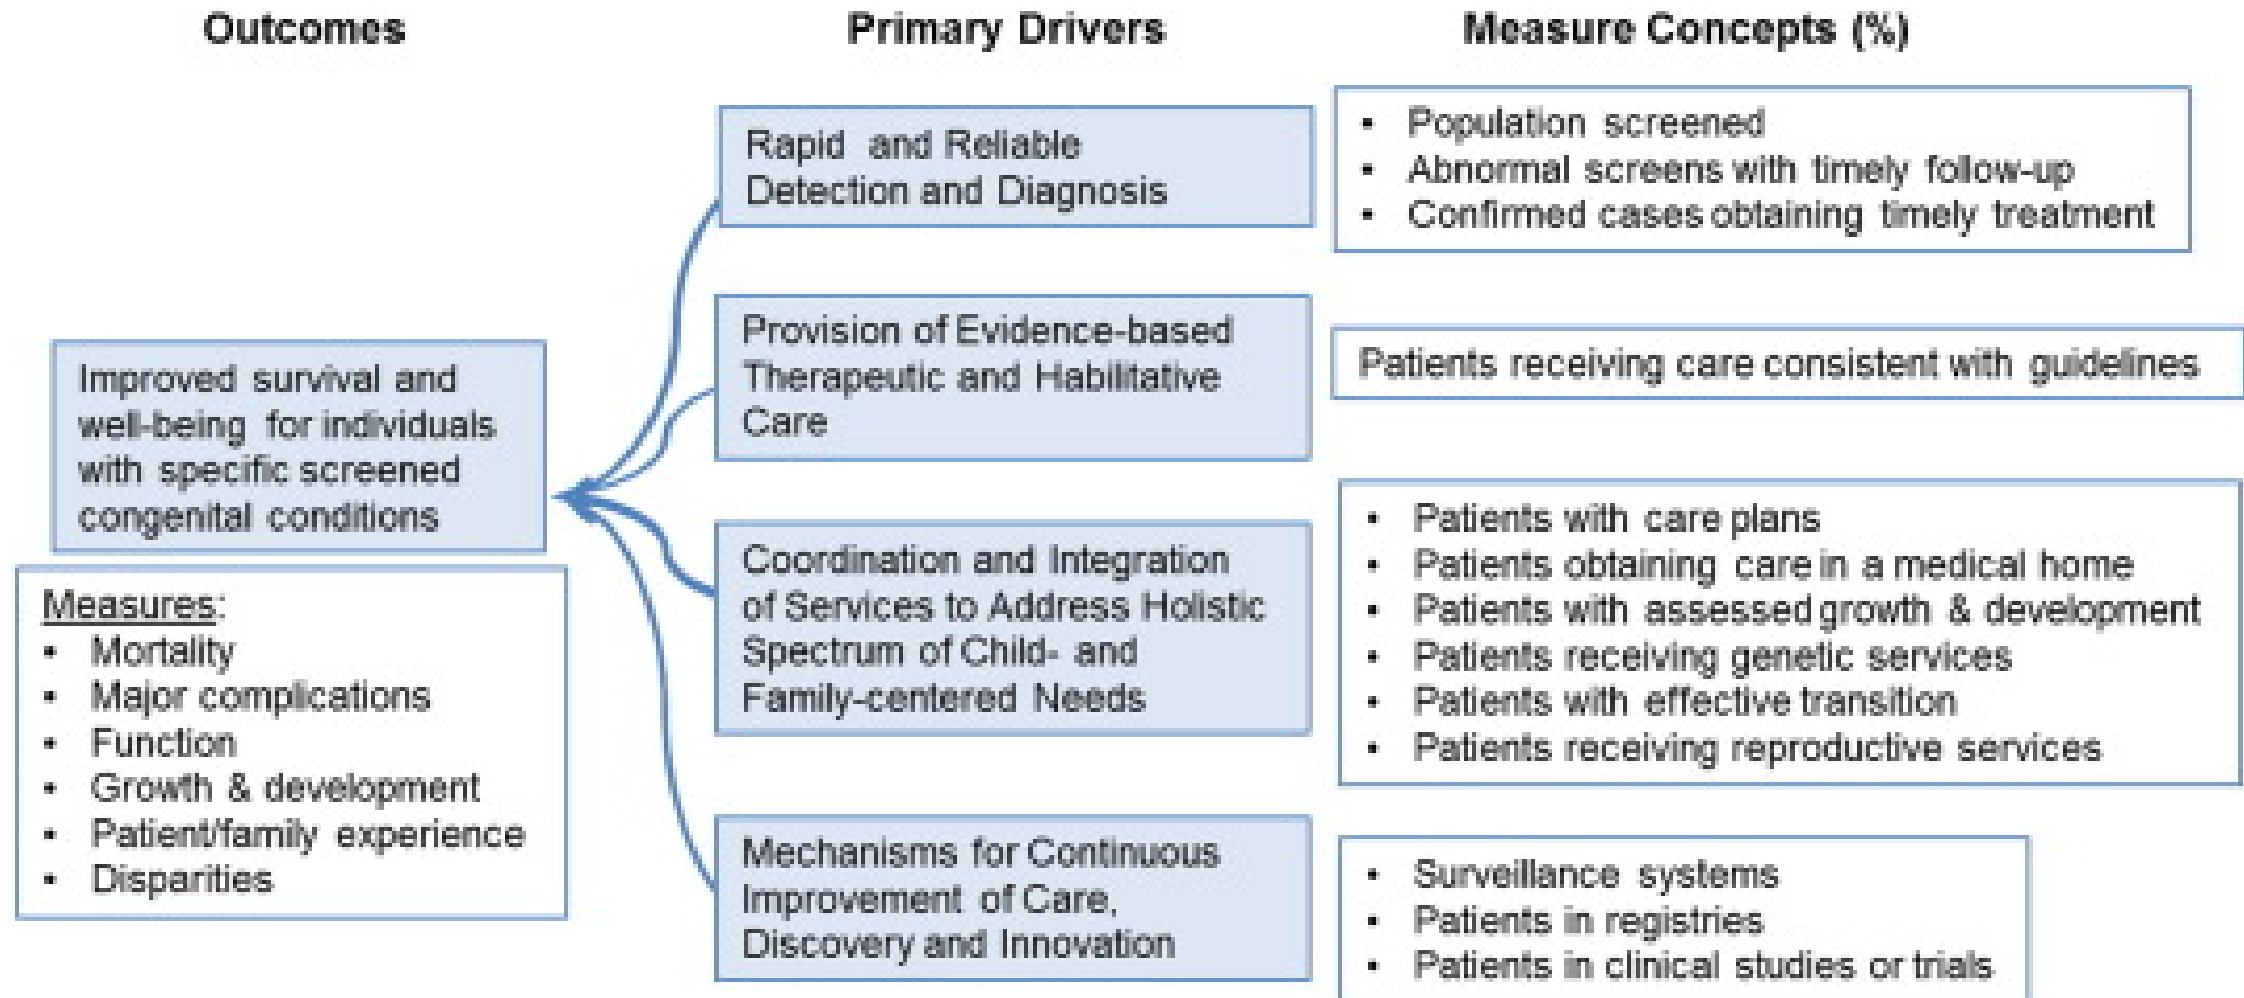 Outcomes
Primary Drivers
Measure Concepts (%)
Improved survival and
well-being for individuals
with specific screened
congenital conditions
Measures:
• Mortality
• Major complications
• Function
• Growth & development
• Patient/family experience
• Disparities
Rapid and Reliable
Detection and Diagnosis
• Population screened
• Abnormal screens with timely follow-up
• Confirmed cases obtaining timely treatment
Provision of Evidence-based
Therapeutic and Habilitative
Care
Patients receiving care consistent with guidelines
Coordination and Integration
of Services to Address Holistic
Spectrum of Child- and
Family-centered Needs
• Patients with care plans
• Patients obtaining care in a medical home
• Patients with assessed growth & development
• Patients receiving genetic services
• Patients with effective transition
• Patients receiving reproductive services
Mechanisms for Continuous
Improvement of Care,
Discovery and Innovation
• Surveillance systems
• Patients in registries
• Patients in clinical studies or trials